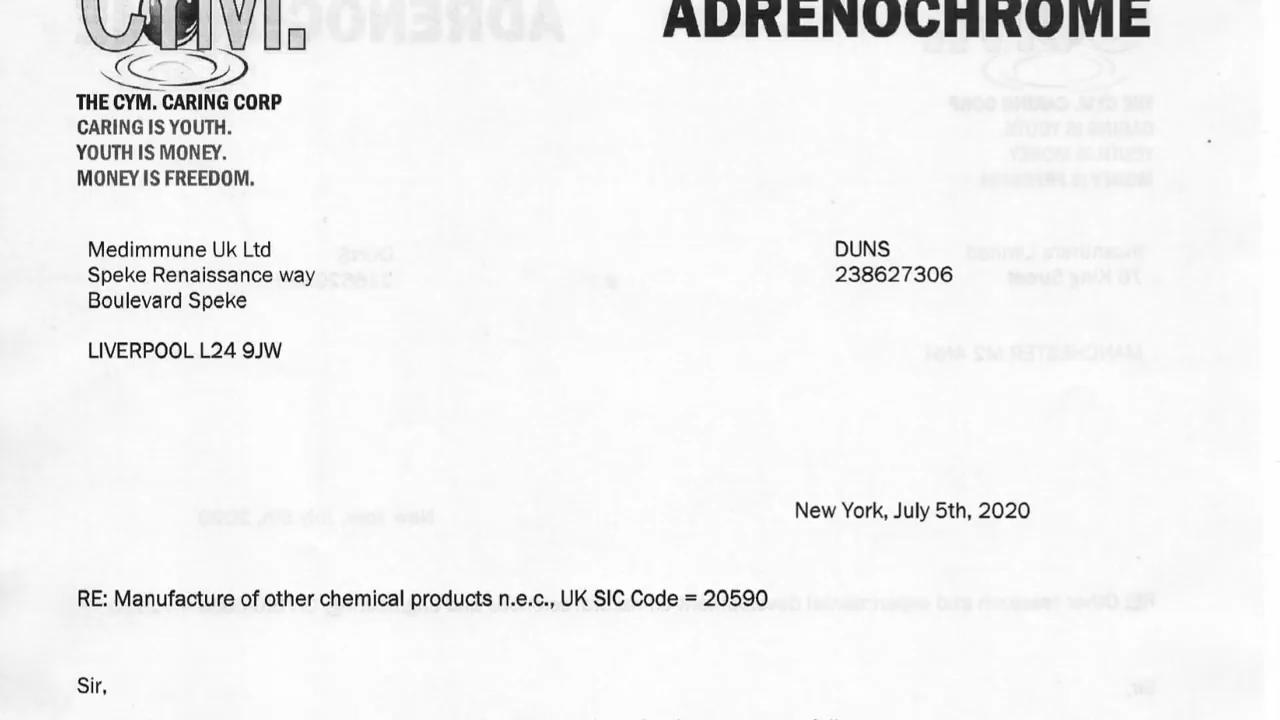 CYM.
ADRENOCHROME
THE CYM. CARING CORP
CARING IS YOUTH.
YOUTH IS MONEY.
MONEY IS FREEDOM.
Medimmune Uk Ltd
Speke Renaissance way
Boulevard Speke
LIVERPOOL L24 9JW
DUNS
238627306
New York, July 5th, 2020
RE: Manufacture of other chemical products n.e.c., UK SIC Code = 20590
Sir,